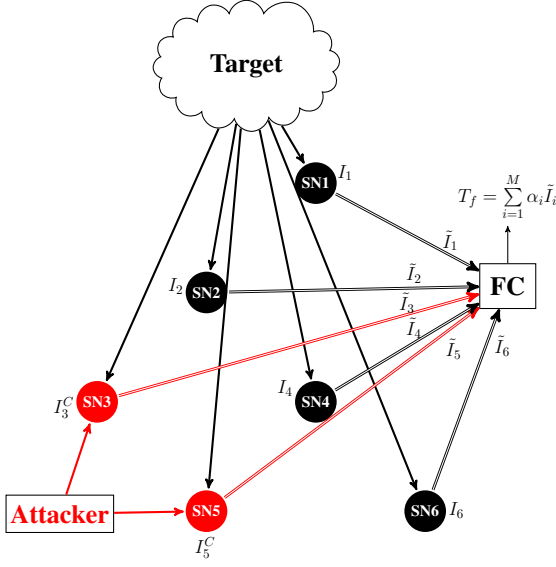 Target
SN1 I_1
T_f = \sum_{i=1}^{M} \alpha_i \tilde{I}_i
\tilde{I}_1
I_2 SN2
\tilde{I}_2
FC
\tilde{I}_3
\tilde{I}_4
\tilde{I}_5
\tilde{I}_6
I_3^C SN3
I_4 SN4
Attacker
SN5
I_5^C
SN6 I_6